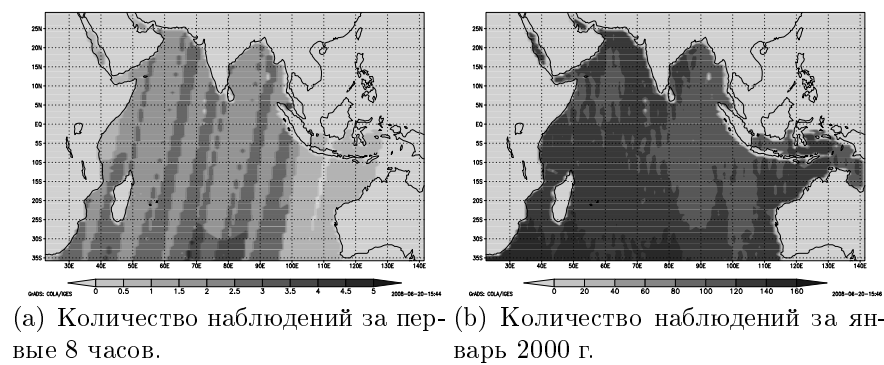 25N
20N
15N
10N
5N
EQ
5S
10S
15S
20S
25S
30S
35S
30E 40E 50E 60E 70E 80E 90E 100E 110E 120E 130E 140E
0 0.5 1 1.5 2 2.5 3 3.5 4 4.5 5
GrADS: COLA/IGES 2008-06-20-15:44
(a) Количество наблюдений за пер-
вые 8 часов.
25N
20N
15N
10N
5N
EQ
5S
10S
15S
20S
25S
30S
35S
30E 40E 50E 60E 70E 80E 90E 100E 110E 120E 130E 140E
0 20 40 60 80 100 120 140 160
GrADS: COLA/IGES 2008-06-20-15:46
(b) Количество наблюдений за ян-
варь 2000 г.